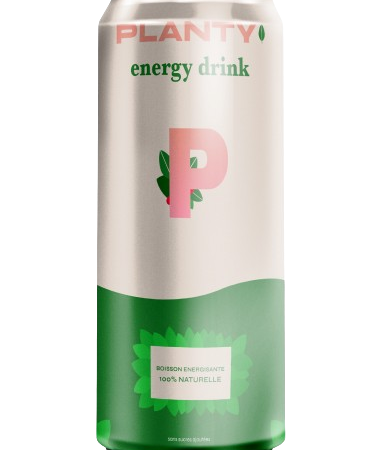 PLANTY
energy drink
P
BOISSON ENERGISANTE
100% NATURELLE